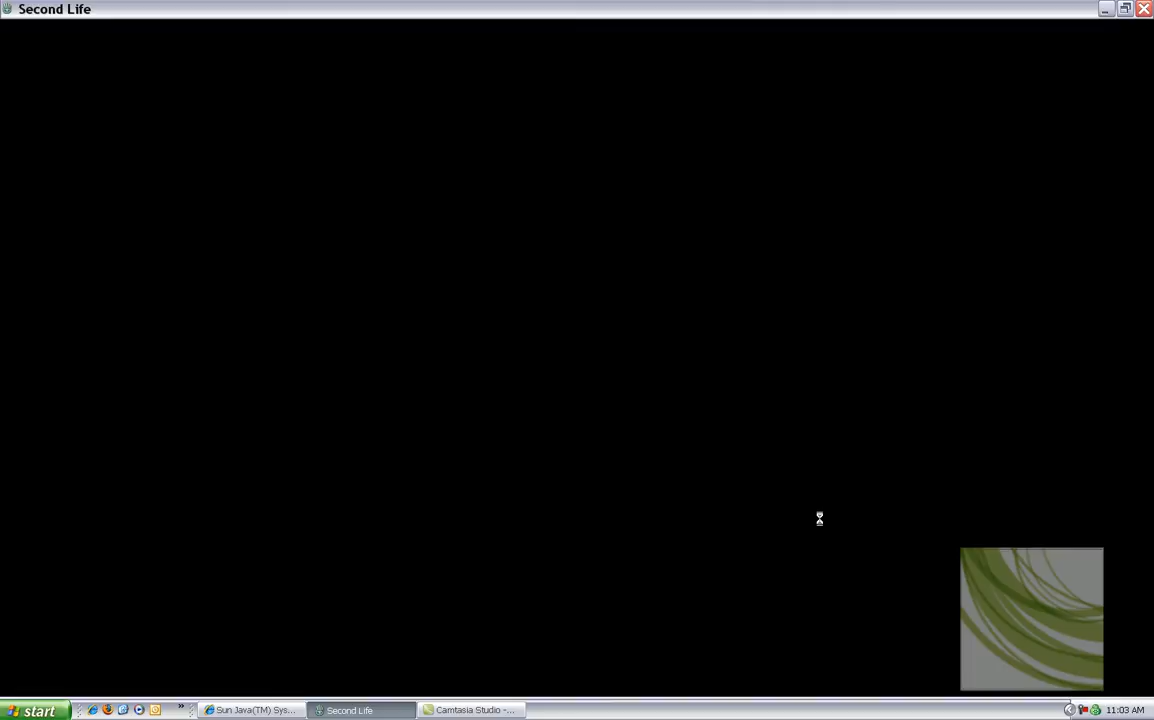 Second Life
start
»
Sun Java(TM) Sys...
Second Life
Camtasia Studio -...
11:03 AM